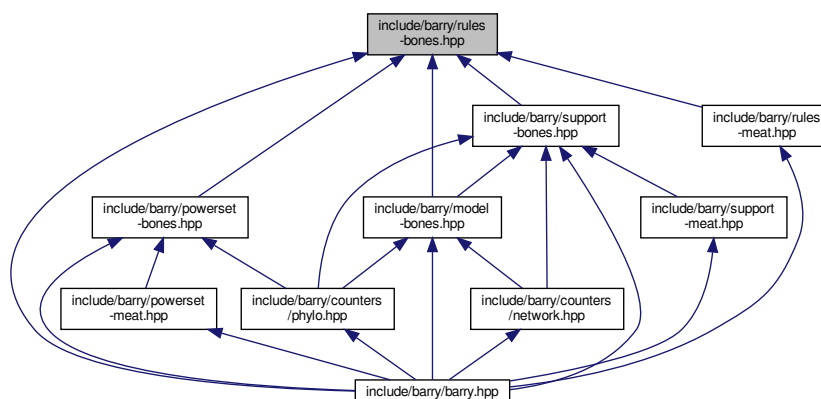 include/barry/rules
-bones.hpp
include/barry/support
-bones.hpp
include/barry/rules
-meat.hpp
include/barry/powerset
-bones.hpp
include/barry/model
-bones.hpp
include/barry/support
-meat.hpp
include/barry/powerset
-meat.hpp
include/barry/counters
/phylo.hpp
include/barry/counters
/network.hpp
include/barry/barry.hpp